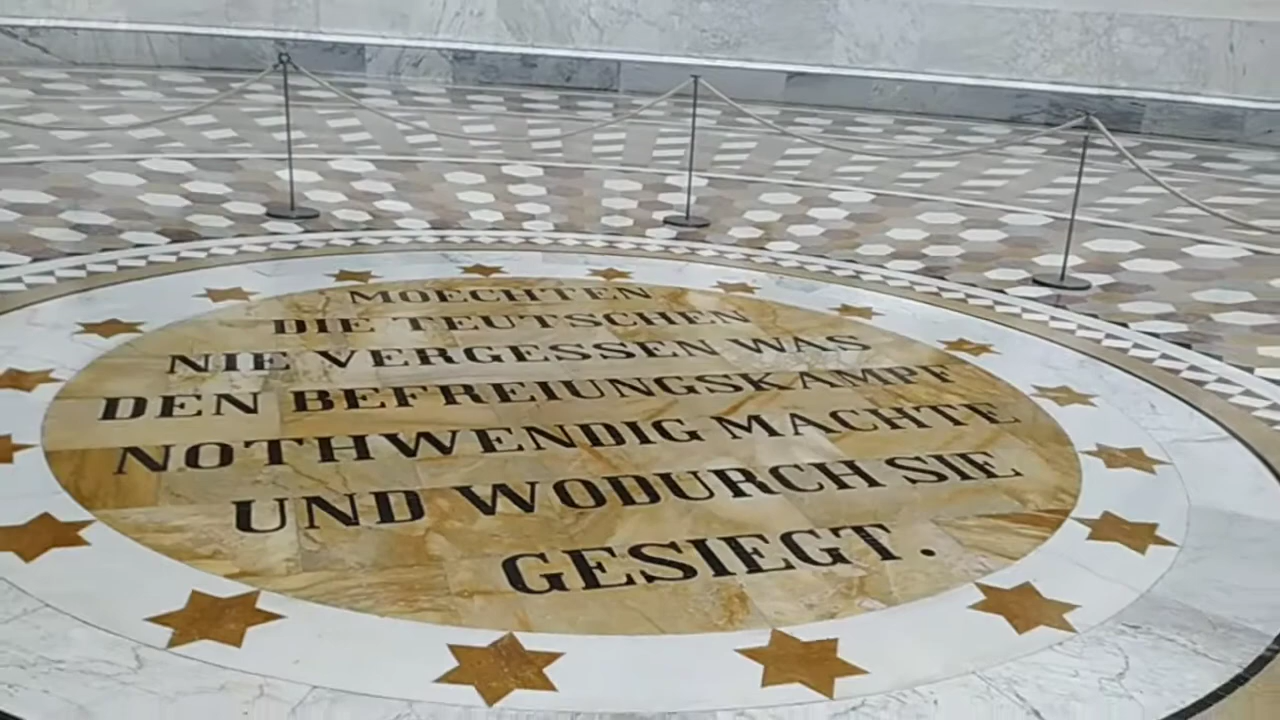 MOECHTEN
DIE TEUTSCHEN
NIE VERGESSEN WAS
DEN BEFREIUNGSKAMPF
NOTHWENDIG MACHTE
UND WODURCH SIE
GESIEGT.